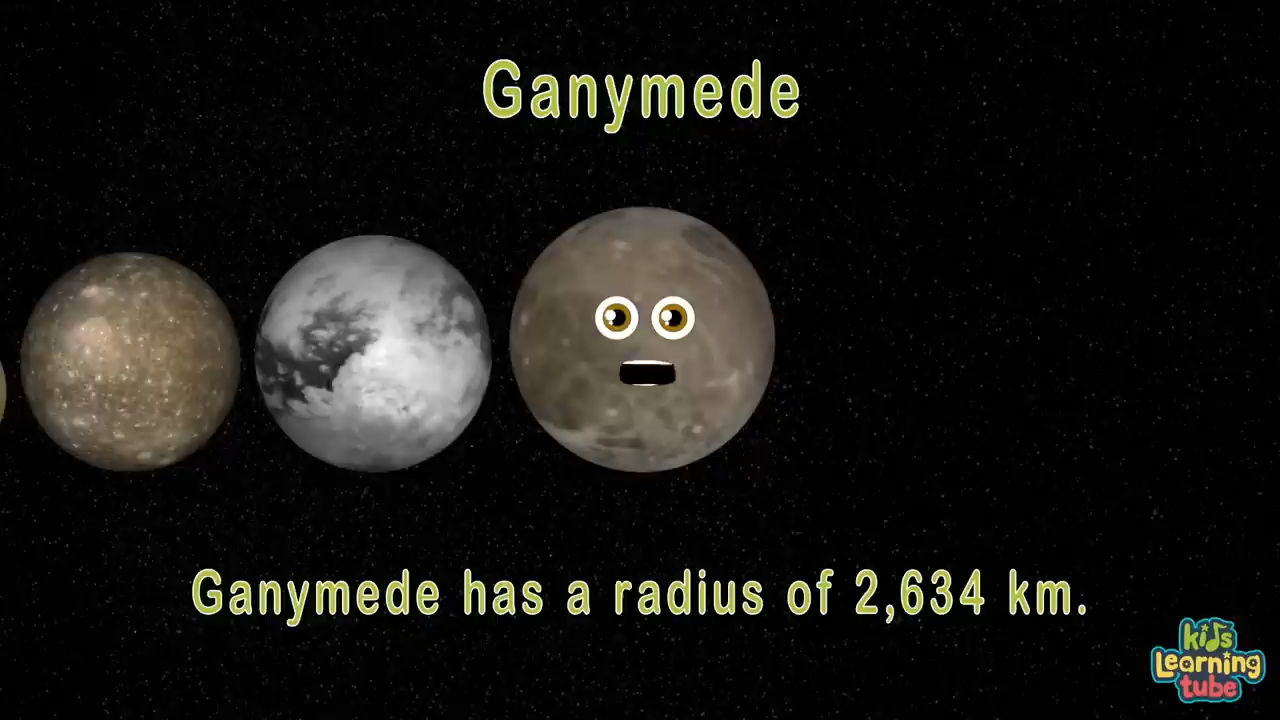 Ganymede
Ganymede has a radius of 2,634 km.
kids
Learning
tube